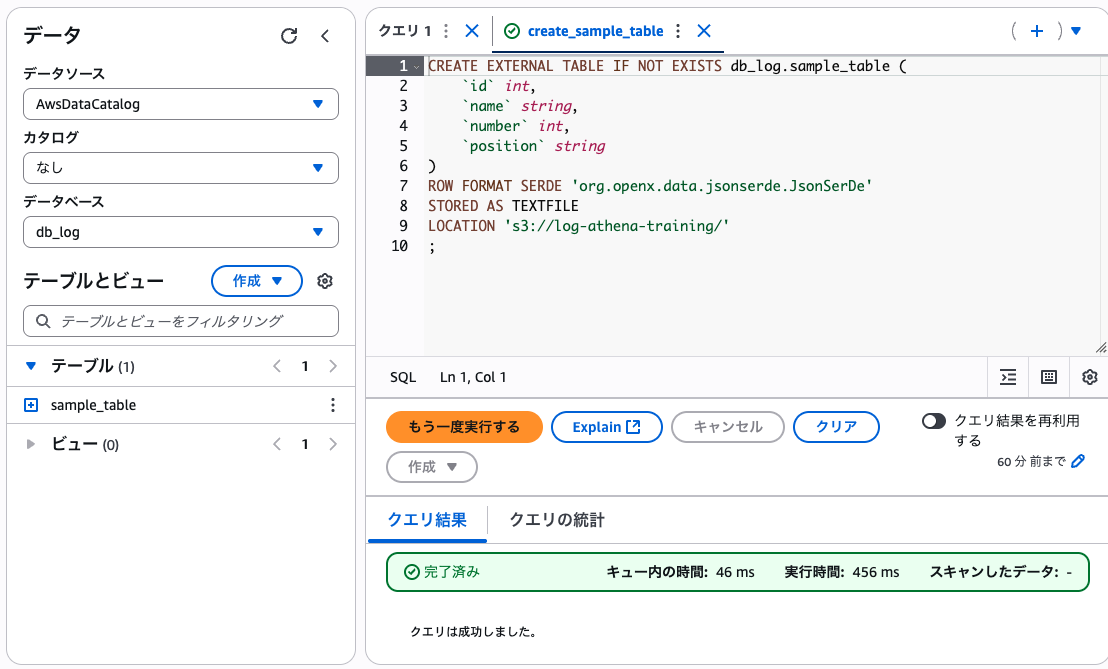 データ
データソース
AwsDataCatalog
カタログ
なし
データベース
db_log
テーブルとビュー
作成
テーブルとビューをフィルタリング
テーブル (1)
1
sample_table
ビュー (0)
1
クエリ 1
create_sample_table
1 CREATE EXTERNAL TABLE IF NOT EXISTS db_log.sample_table (
2 `id` int,
3 `name` string,
4 `number` int,
5 `position` string
6 )
7 ROW FORMAT SERDE 'org.openx.data.jsonserde.JsonSerDe'
8 STORED AS TEXTFILE
9 LOCATION 's3://log-athena-training/'
10 ;
SQL Ln 1, Col 1
もう一度実行する Explain キャンセル クリア
作成
クエリ結果を再利用
する
60 分 前まで
クエリ結果 クエリの統計
完了済み キュー内の時間: 46 ms 実行時間: 456 ms スキャンしたデータ: -
クエリは成功しました。